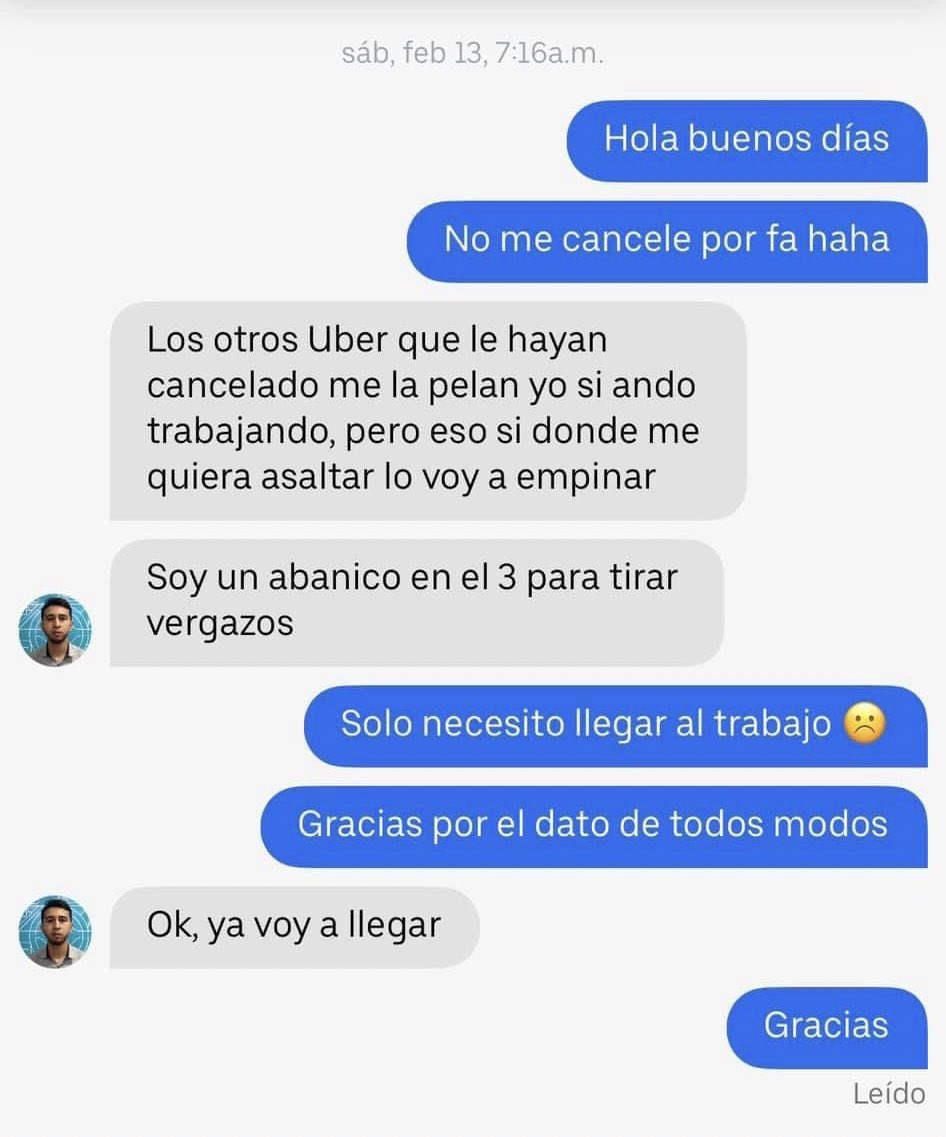 sáb, feb 13, 7:16a.m.
Hola buenos días
No me cancele por fa haha
Los otros Uber que le hayan
cancelado me la pelan yo si ando
trabajando, pero eso si donde me
quiera asaltar lo voy a empinar
Soy un abanico en el 3 para tirar
vergazos
Solo necesito llegar al trabajo ☹️
Gracias por el dato de todos modos
Ok, ya voy a llegar
Gracias
Leído